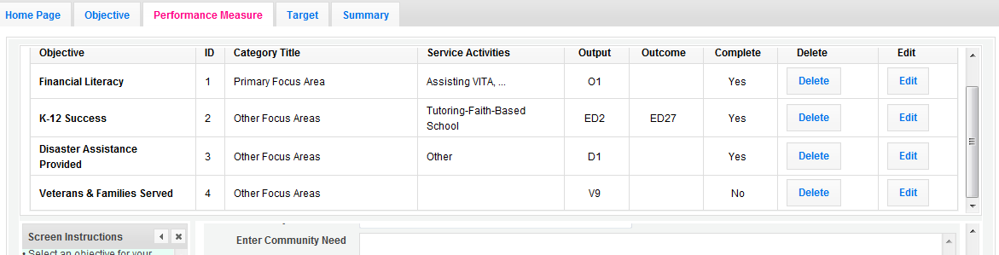 Home Page Objective Performance Measure Target Summary
Objective ID Category Title Service Activities Output Outcome Complete Delete Edit
Financial Literacy 1 Primary Focus Area Assisting VITA, ... O1 Yes Delete Edit
K-12 Success 2 Other Focus Areas Tutoring-Faith-Based School ED2 ED27 Yes Delete Edit
Disaster Assistance Provided 3 Other Focus Areas Other D1 Yes Delete Edit
Veterans & Families Served 4 Other Focus Areas V9 No Delete Edit
Screen Instructions
Enter Community Need
• Select an objective for your